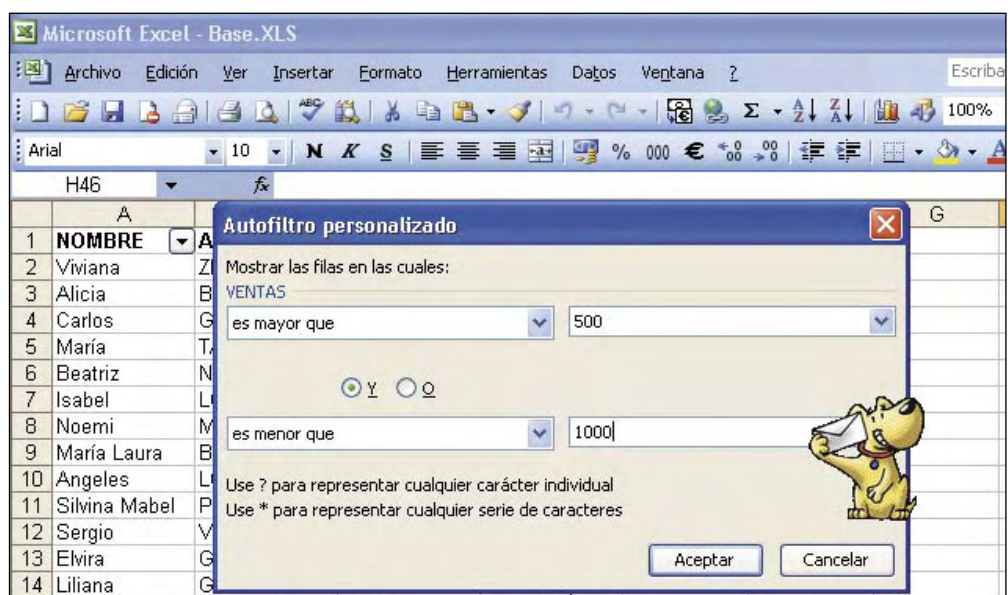 Microsoft Excel - Base.XLS
Archivo Edición Ver Insertar Formato Herramientas Datos Ventana ? Escriba
ABC Σ A Z Z A 100%
Arial 10 N K S % 000 €
H46 fx
A G
1 NOMBRE A
2 Viviana
3 Alicia B
4 Carlos G
5 María
6 Beatriz N
7 Isabel
8 Noemi M
9 María Laura B
10 Angeles
11 Silvina Mabel P
12 Sergio V
13 Elvira G
14 Liliana G
Autofiltro personalizado
Mostrar las filas en las cuales:
VENTAS
es mayor que 500
Y O
es menor que 1000
Use ? para representar cualquier carácter individual
Use * para representar cualquier serie de caracteres
Aceptar Cancelar